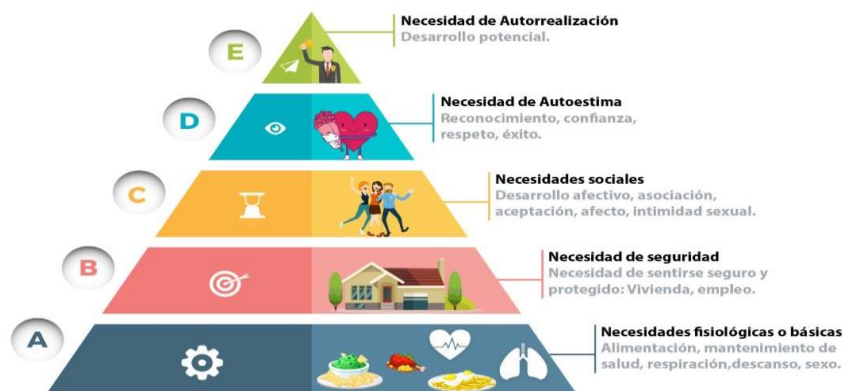 E
Necesidad de Autorrealización
Desarrollo potencial.
D
Necesidad de Autoestima
Reconocimiento, confianza,
respeto, éxito.
C
Necesidades sociales
Desarrollo afectivo, asociación,
aceptación, afecto, intimidad sexual.
B
Necesidad de seguridad
Necesidad de sentirse seguro y
protegido: Vivienda, empleo.
A
Necesidades fisiológicas o básicas
Alimentación, mantenimiento de
salud, respiración,descanso, sexo.